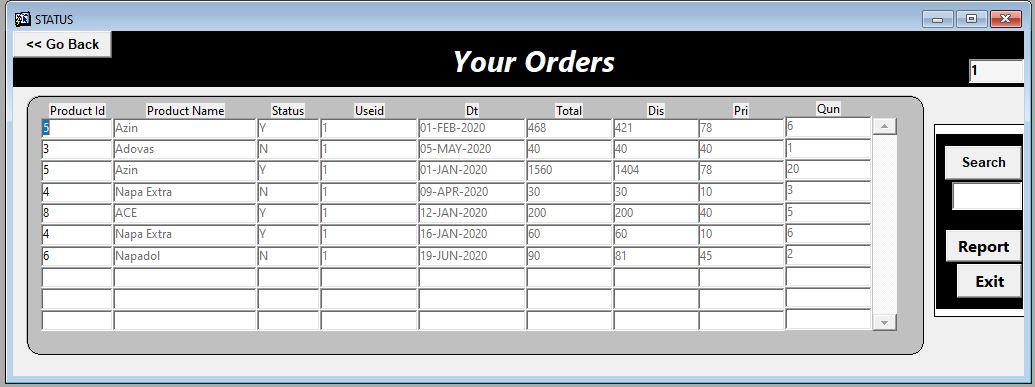 STATUS
<< Go Back
Your Orders
1
Product Id Product Name Status Useid Dt Total Dis Pri Qun
5 Azin Y 1 01-FEB-2020 468 421 78 6
3 Adovas N 1 05-MAY-2020 40 40 40 1
5 Azin Y 1 01-JAN-2020 1560 1404 78 20
4 Napa Extra N 1 09-APR-2020 30 30 10 3
8 ACE Y 1 12-JAN-2020 200 200 40 5
4 Napa Extra Y 1 16-JAN-2020 60 60 10 6
6 Napadol N 1 19-JUN-2020 90 81 45 2
Search
Report
Exit